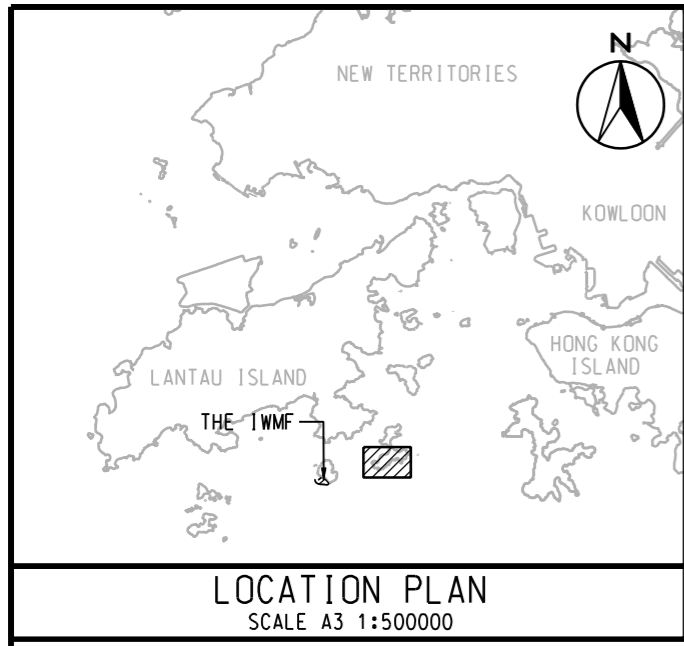 N
NEW TERRITORIES
KOWLOON
HONG KONG
ISLAND
LANTAU ISLAND
THE IWMF
LOCATION PLAN
SCALE A3 1:500000